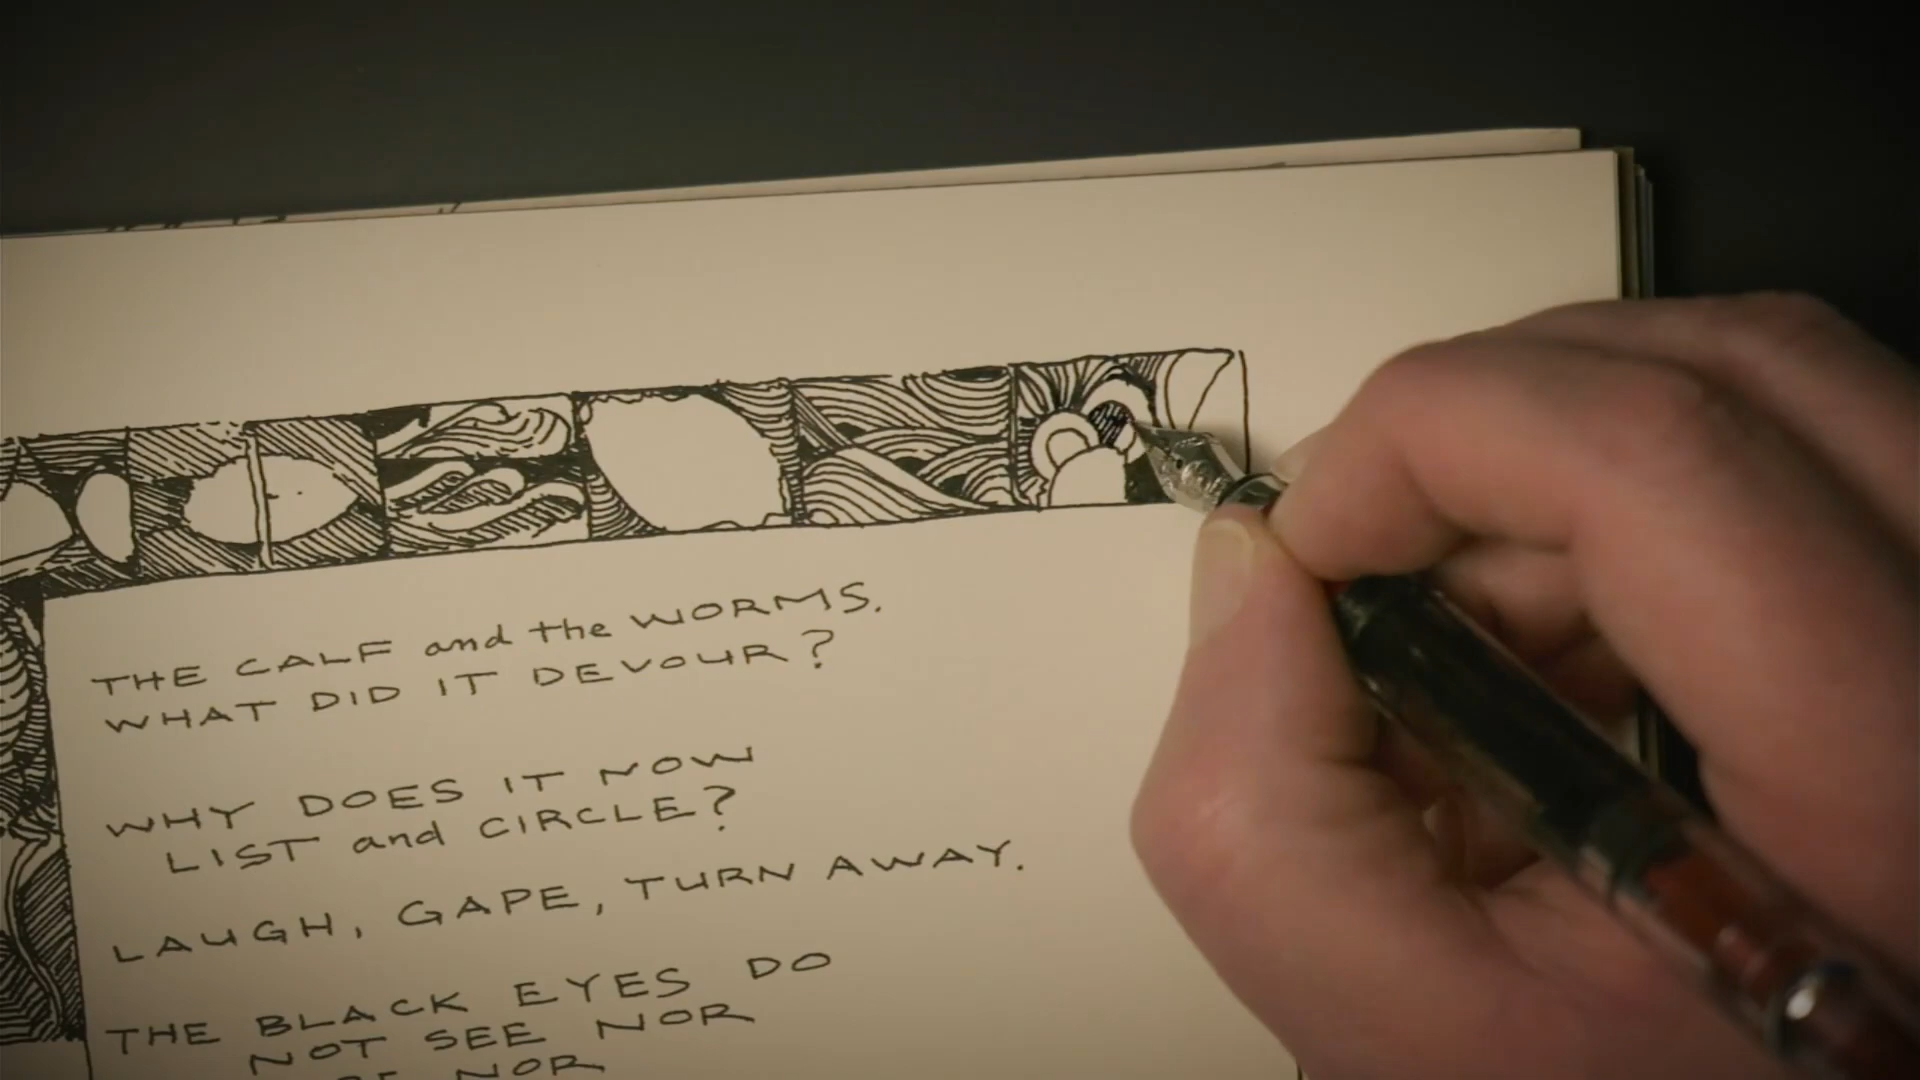 THE CALF and the WORMS.
WHAT DID IT DEVOUR?
WHY DOES IT NOW
LIST and CIRCLE?
LAUGH, GAPE, TURN AWAY.
THE BLACK EYES DO
NOT SEE NOR
NOR